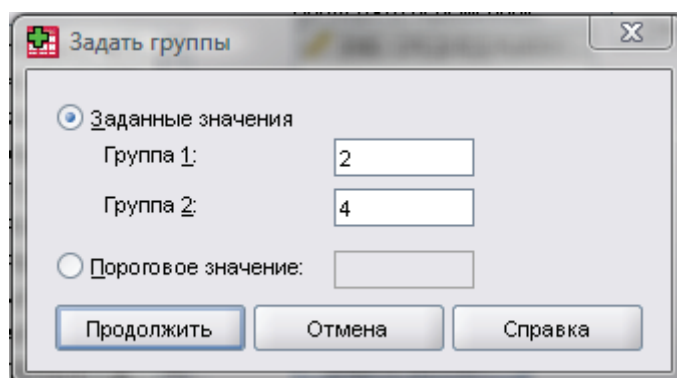 Задать группы
Заданные значения
Группа 1:
2
Группа 2:
4
Пороговое значение:
Продолжить
Отмена
Справка